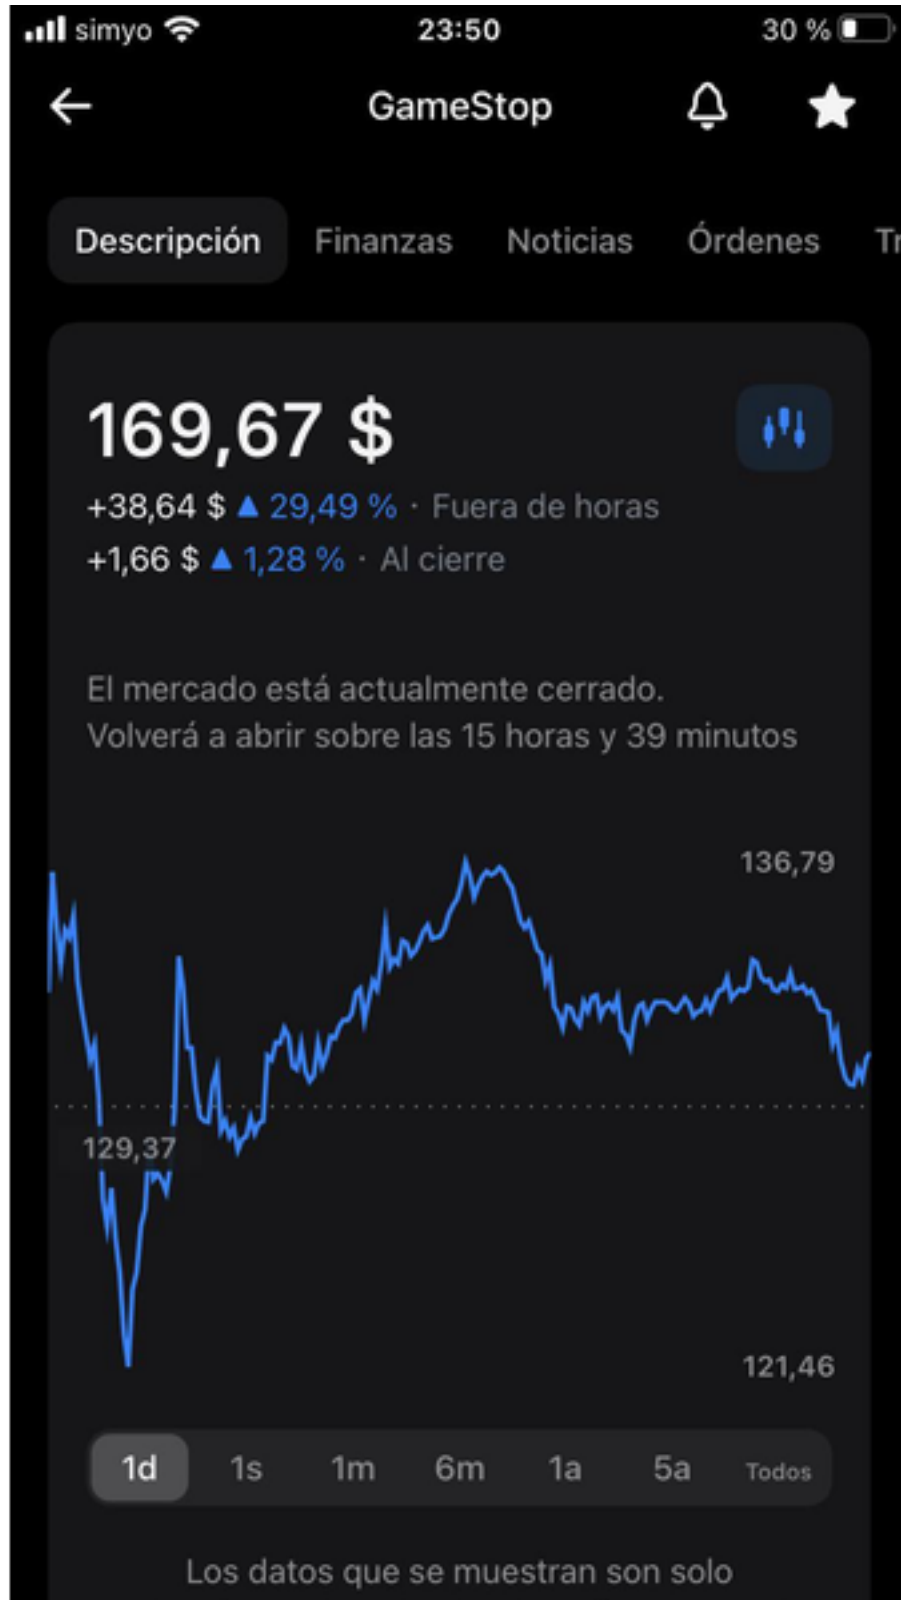 simyo 23:50 30 %
GameStop
Descripción Finanzas Noticias Órdenes Tr
169,67 $
+38,64 $ ▲ 29,49 % · Fuera de horas
+1,66 $ ▲ 1,28 % · Al cierre
El mercado está actualmente cerrado.
Volverá a abrir sobre las 15 horas y 39 minutos
136,79
129,37
121,46
1d 1s 1m 6m 1a 5a Todos
Los datos que se muestran son solo